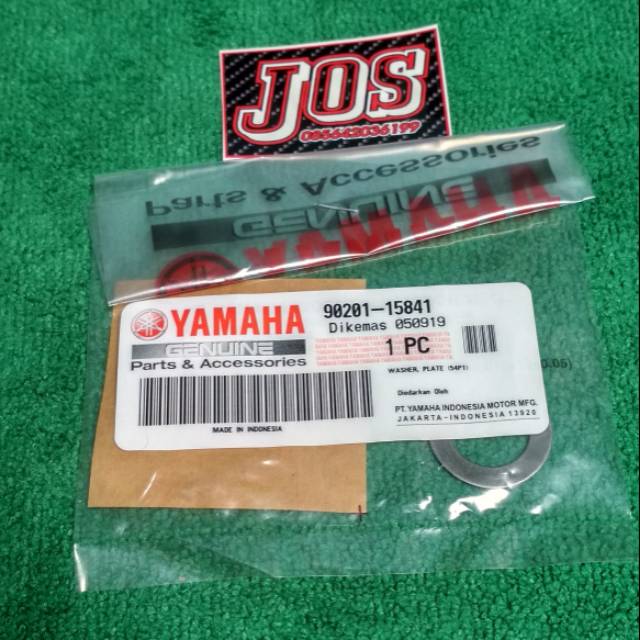 JOS
085642036199
Parts & Accessories
GENUINE
YAMAHA
YAMAHA
GENUINE
Parts & Accessories
MADE IN INDONESIA
90201-15841
Dikemas 050919
1 PC
WASHER, PLATE (54P1)
Diedarkan Oleh
PT. YAMAHA INDONESIA MOTOR MFG.
JAKARTA-INDONESIA 13920